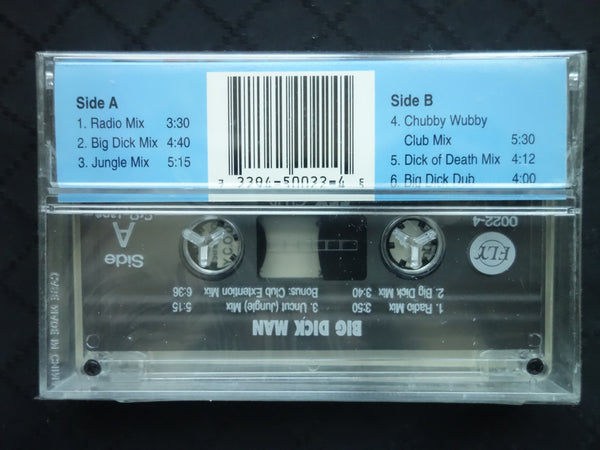 Side A
1. Radio Mix 3:30
2. Big Dick Mix 4:40
3. Jungle Mix 5:15
Side B
4. Chubby Wubby
Club Mix 5:30
5. Dick of Death Mix 4:12
6. Big Dick Dub 4:00
0022-4
FLY
Side
A
1. Radio Mix 3:50
2. Big Dick Mix 3:40
3. Uncut (Jungle) Mix 5:15
Bonus: Club Extention Mix 6:36
BIG DICK MAN